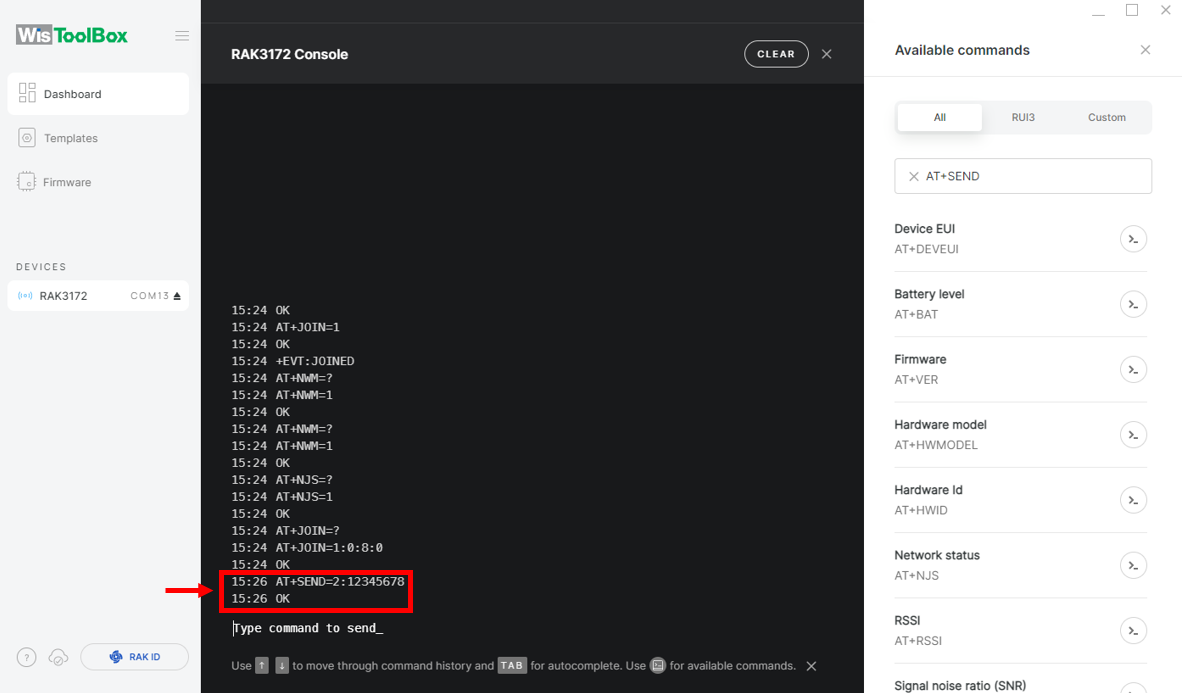 WisToolBox
Dashboard
Templates
Firmware
DEVICES
RAK3172 COM13
? RAK ID
RAK3172 Console
CLEAR
15:24 OK
15:24 AT+JOIN=1
15:24 OK
15:24 +EVT:JOINED
15:24 AT+NWM=?
15:24 AT+NWM=1
15:24 OK
15:24 AT+NWM=?
15:24 AT+NWM=1
15:24 OK
15:24 AT+NJS=?
15:24 AT+NJS=1
15:24 OK
15:24 AT+JOIN=?
15:24 AT+JOIN=1:0:8:0
15:24 OK
15:26 AT+SEND=2:12345678
15:26 OK
Type command to send_
Use ↑ ↓ to move through command history and TAB for autocomplete. Use for available commands.
Available commands
All RUI3 Custom
AT+SEND
Device EUI
AT+DEVEUI
Battery level
AT+BAT
Firmware
AT+VER
Hardware model
AT+HWMODEL
Hardware Id
AT+HWID
Network status
AT+NJS
RSSI
AT+RSSI
Signal noise ratio (SNR)